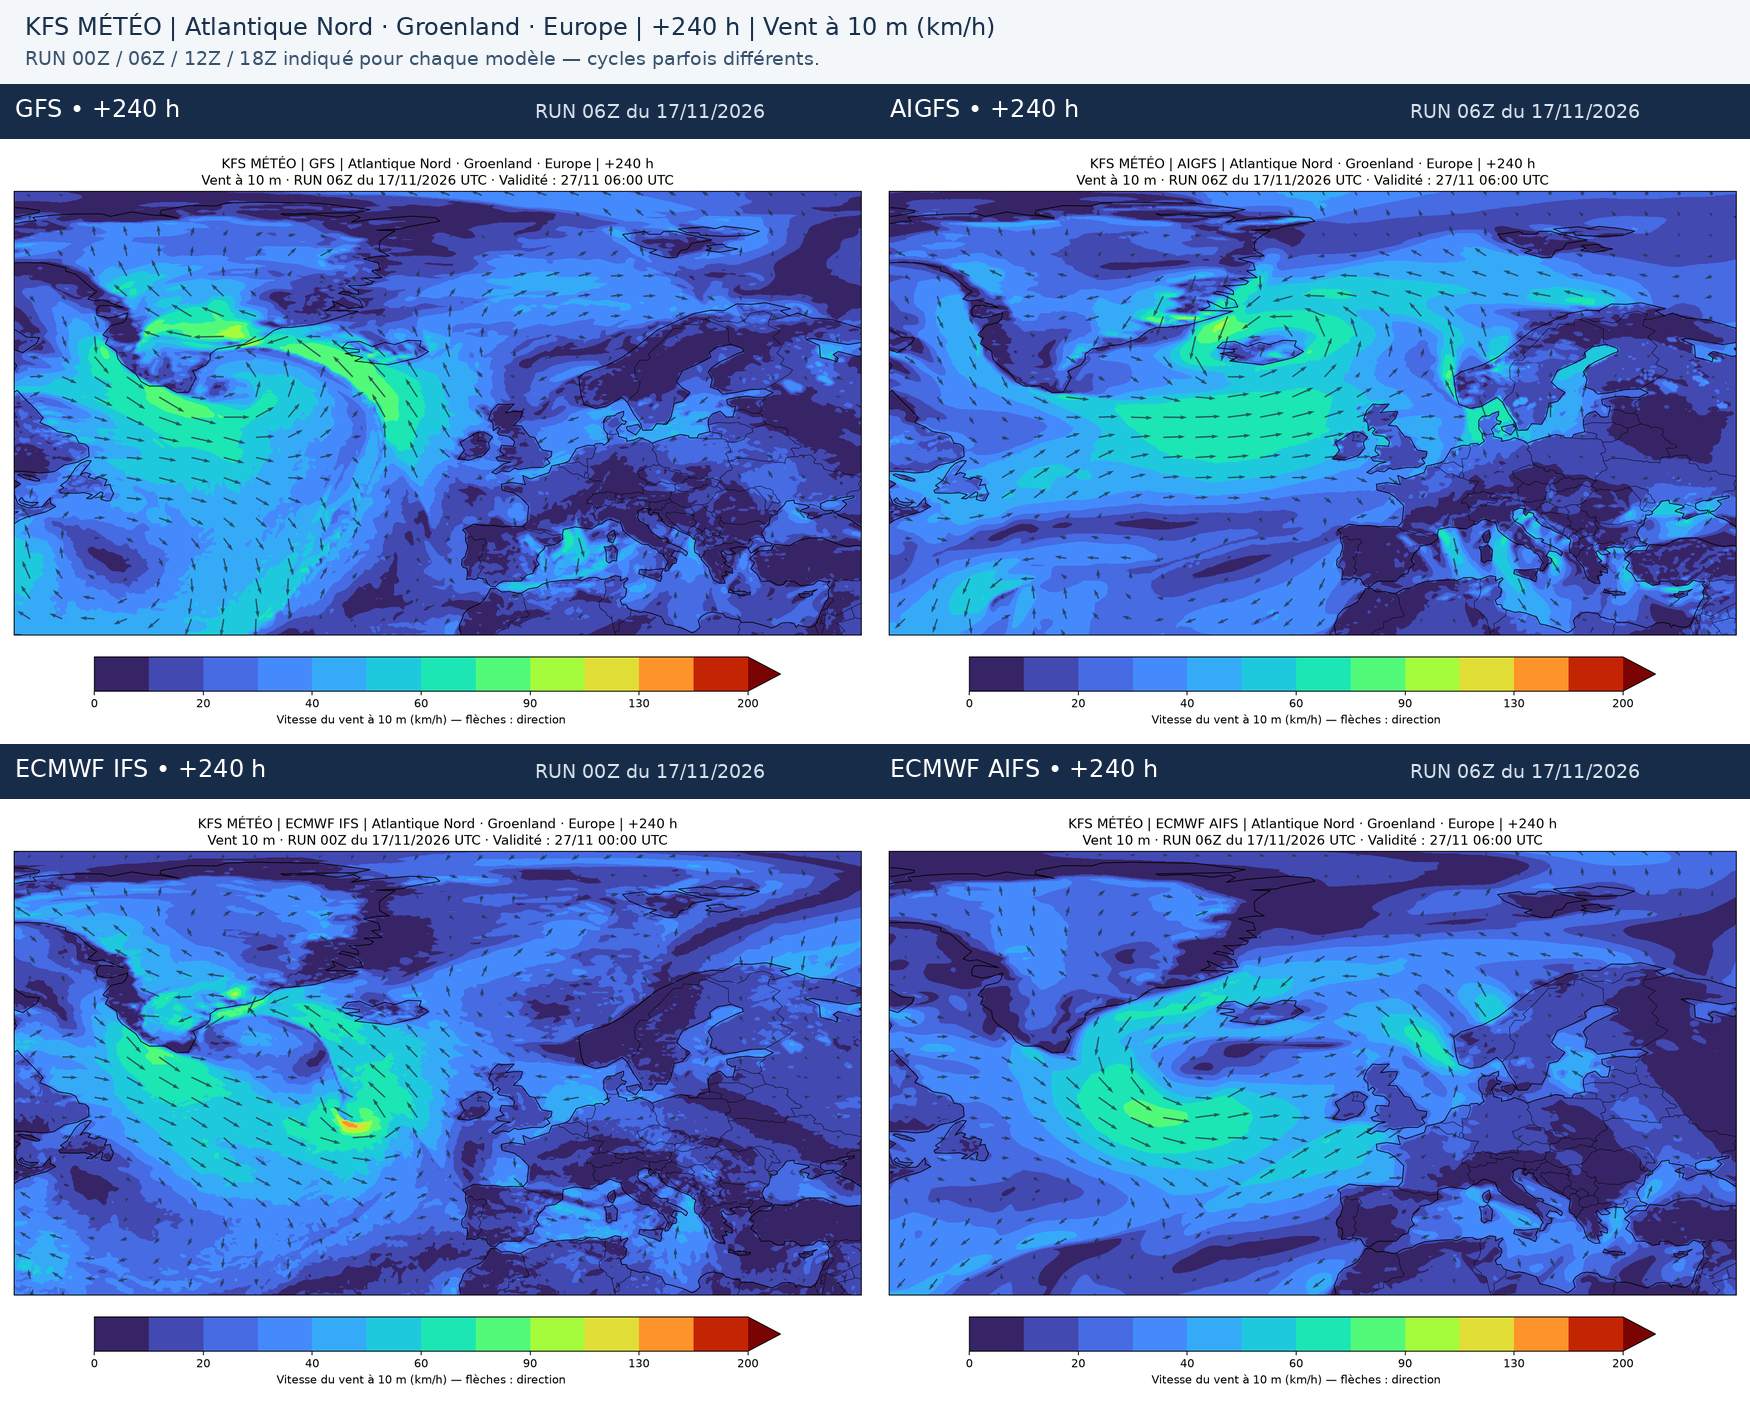 KFS MÉTÉO | Atlantique Nord · Groenland · Europe | +240 h | Vent à 10 m (km/h)
RUN 00Z / 06Z / 12Z / 18Z indiqué pour chaque modèle — cycles parfois différents.
GFS • +240 h
RUN 06Z du 17/11/2026
KFS MÉTÉO | GFS | Atlantique Nord · Groenland · Europe | +240 h
Vent à 10 m · RUN 06Z du 17/11/2026 UTC · Validité : 27/11 06:00 UTC
0 20 40 60 90 130 200
Vitesse du vent à 10 m (km/h) — flèches : direction
AIGFS • +240 h
RUN 06Z du 17/11/2026
KFS MÉTÉO | AIGFS | Atlantique Nord · Groenland · Europe | +240 h
Vent à 10 m · RUN 06Z du 17/11/2026 UTC · Validité : 27/11 06:00 UTC
0 20 40 60 90 130 200
Vitesse du vent à 10 m (km/h) — flèches : direction
ECMWF IFS • +240 h
RUN 00Z du 17/11/2026
KFS MÉTÉO | ECMWF IFS | Atlantique Nord · Groenland · Europe | +240 h
Vent 10 m · RUN 00Z du 17/11/2026 UTC · Validité : 27/11 00:00 UTC
0 20 40 60 90 130 200
Vitesse du vent à 10 m (km/h) — flèches : direction
ECMWF AIFS • +240 h
RUN 06Z du 17/11/2026
KFS MÉTÉO | ECMWF AIFS | Atlantique Nord · Groenland · Europe | +240 h
Vent 10 m · RUN 06Z du 17/11/2026 UTC · Validité : 27/11 06:00 UTC
0 20 40 60 90 130 200
Vitesse du vent à 10 m (km/h) — flèches : direction